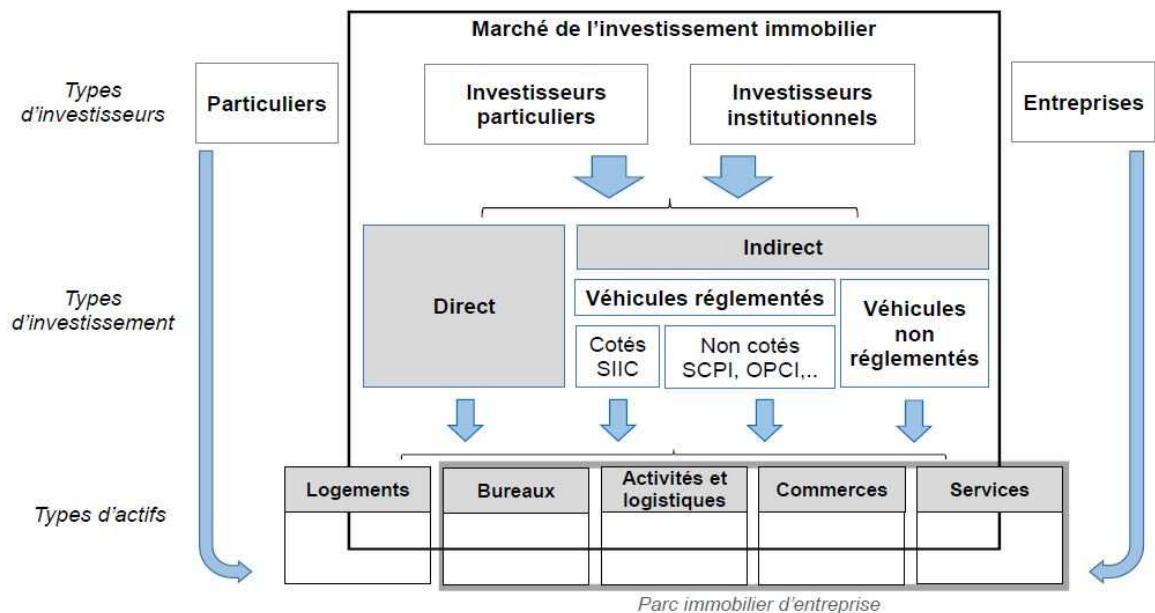 Marché de l'investissement immobilier
Types
d'investisseurs
Particuliers
Investisseurs
particuliers
Investisseurs
institutionnels
Entreprises
Types
d'investissement
Direct
Indirect
Véhicules réglementés
Cotés
SIIC
Non cotés
SCPI, OPCI,..
Véhicules
non
réglementés
Types d'actifs
Logements
Bureaux
Activités et
logistiques
Commerces
Services
Parc immobilier d'entreprise